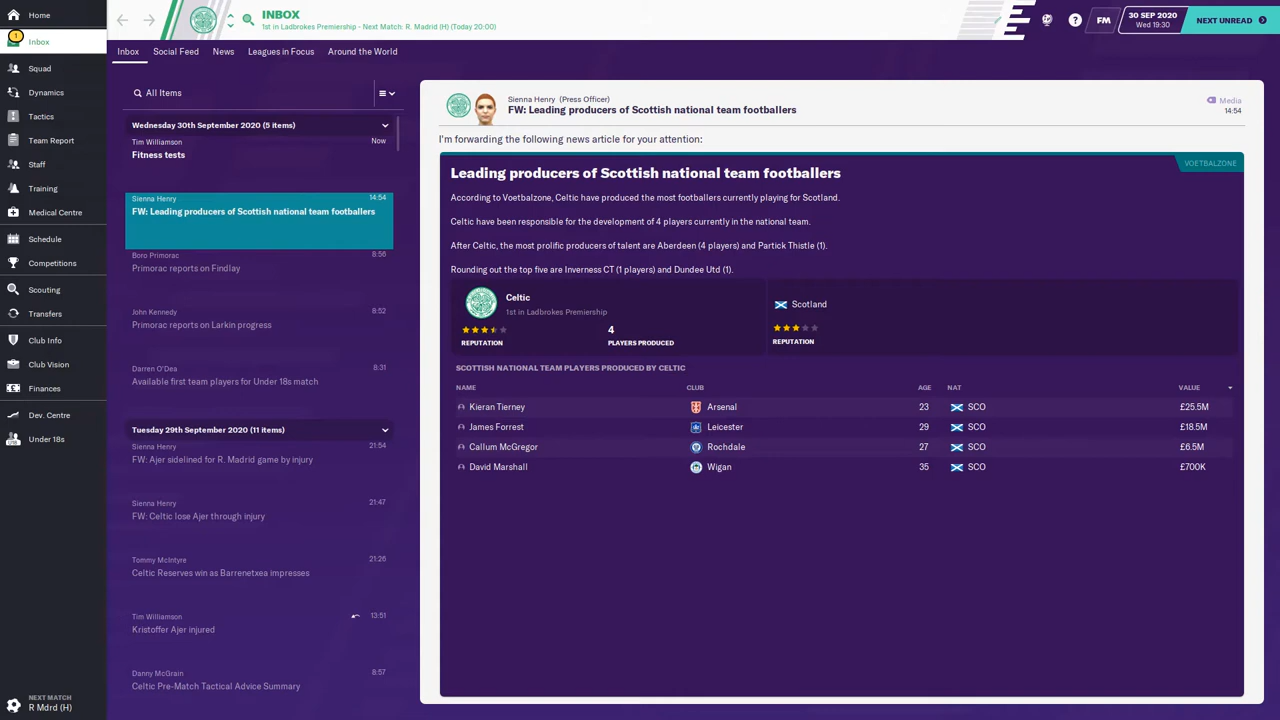 INBOX
1st in Ladbrokes Premiership - Next Match: R. Madrid (H) (Today 20:00)
FM
30 SEP 2020
Wed 19:30
NEXT UNREAD
Inbox Social Feed News Leagues in Focus Around the World
Home
1
Inbox
Squad
Dynamics
Tactics
Team Report
Staff
Training
Medical Centre
Schedule
Competitions
Scouting
Transfers
Club Info
Club Vision
Finances
Dev. Centre
Under 18s
NEXT MATCH
R Mdrd (H)
All Items
Wednesday 30th September 2020 (5 items)
Tim Williamson Now
Fitness tests
Sienna Henry 14:54
FW: Leading producers of Scottish national team footballers
Boro Primorac 8:56
Primorac reports on Findlay
John Kennedy 8:52
Primorac reports on Larkin progress
Darren O'Dea 8:31
Available first team players for Under 18s match
Tuesday 29th September 2020 (11 items)
Sienna Henry 21:54
FW: Ajer sidelined for R. Madrid game by injury
Sienna Henry 21:47
FW: Celtic lose Ajer through injury
Tommy McIntyre 21:26
Celtic Reserves win as Barrenetxea impresses
Tim Williamson 13:51
Kristoffer Ajer injured
Danny McGrain 8:57
Celtic Pre-Match Tactical Advice Summary
Sienna Henry (Press Officer)
FW: Leading producers of Scottish national team footballers
Media
14:54
I'm forwarding the following news article for your attention:
VOETBALZONE
Leading producers of Scottish national team footballers
According to Voetbalzone, Celtic have produced the most footballers currently playing for Scotland.
Celtic have been responsible for the development of 4 players currently in the national team.
After Celtic, the most prolific producers of talent are Aberdeen (4 players) and Partick Thistle (1).
Rounding out the top five are Inverness CT (1 players) and Dundee Utd (1).
Celtic
1st in Ladbrokes Premiership
REPUTATION
4
PLAYERS PRODUCED
Scotland
REPUTATION
SCOTTISH NATIONAL TEAM PLAYERS PRODUCED BY CELTIC
NAME CLUB AGE NAT VALUE
Kieran Tierney Arsenal 23 SCO £25.5M
James Forrest Leicester 29 SCO £18.5M
Callum McGregor Rochdale 27 SCO £6.5M
David Marshall Wigan 35 SCO £700K